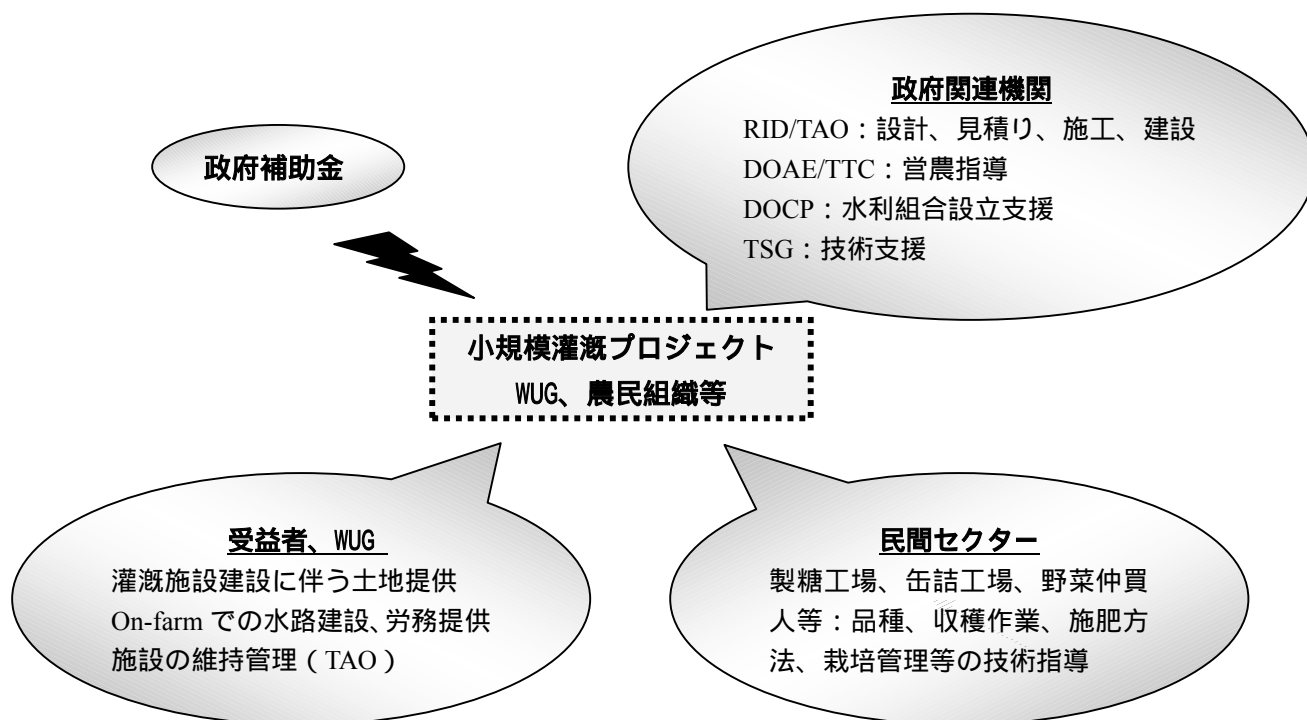 政府関連機関
RID/TAO：設計、見積り、施工、建設
DOAE/TTC：営農指導
DOCP：水利組合設立支援
TSG：技術支援
政府補助金
小規模灌漑プロジェクト
WUG、農民組織等
受益者、WUG
灌漑施設建設に伴う土地提供
On-farm での水路建設、労務提供
施設の維持管理（TAO）
民間セクター
製糖工場、缶詰工場、野菜仲買
人等：品種、収穫作業、施肥方
法、栽培管理等の技術指導